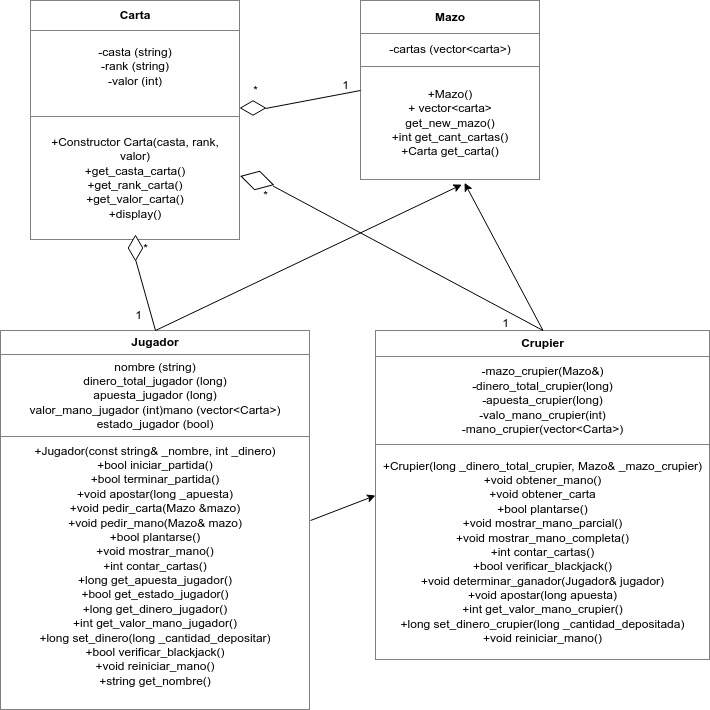 Carta
-casta (string)
-rank (string)
-valor (int)
+Constructor Carta(casta, rank,
valor)
+get_casta_carta()
+get_rank_carta()
+get_valor_carta()
+display()
*
1
Mazo
-cartas (vector<carta>)
+Mazo()
+ vector<carta>
get_new_mazo()
+int get_cant_cartas()
+Carta get_carta()
*
*
1
1
Jugador
nombre (string)
dinero_total_jugador (long)
apuesta_jugador (long)
valor_mano_jugador (int)mano (vector<Carta>)
estado_jugador (bool)
+Jugador(const string& _nombre, int _dinero)
+bool iniciar_partida()
+bool terminar_partida()
+void apostar(long _apuesta)
+void pedir_carta(Mazo &mazo)
+void pedir_mano(Mazo& mazo)
+bool plantarse()
+void mostrar_mano()
+int contar_cartas()
+long get_apuesta_jugador()
+bool get_estado_jugador()
+long get_dinero_jugador()
+int get_valor_mano_jugador()
+long set_dinero(long _cantidad_depositar)
+bool verificar_blackjack()
+void reiniciar_mano()
+string get_nombre()
Crupier
-mazo_crupier(Mazo&)
-dinero_total_crupier(long)
-apuesta_crupier(long)
-valo_mano_crupier(int)
-mano_crupier(vector<Carta>)
+Crupier(long _dinero_total_crupier, Mazo& _mazo_crupier)
+void obtener_mano()
+void obtener_carta
+bool plantarse()
+void mostrar_mano_parcial()
+void mostrar_mano_completa()
+int contar_cartas()
+bool verificar_blackjack()
+void determinar_ganador(Jugador& jugador)
+void apostar(long apuesta)
+int get_valor_mano_crupier()
+long set_dinero_crupier(long _cantidad_depositada)
+void reiniciar_mano()